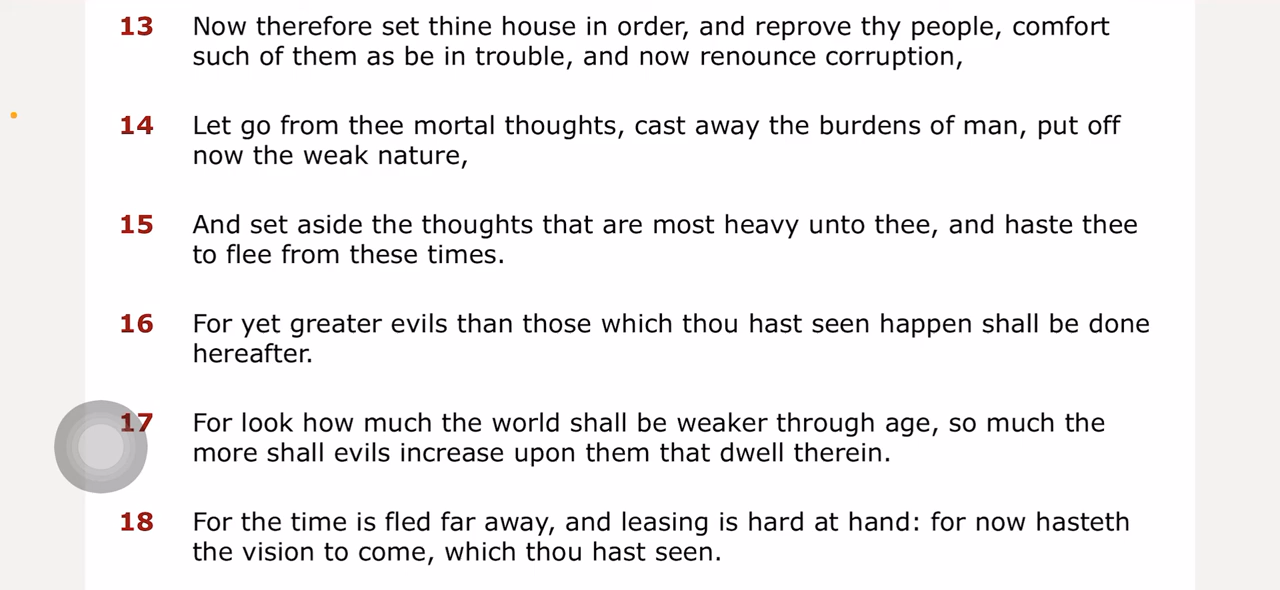 13 Now therefore set thine house in order, and reprove thy people, comfort
such of them as be in trouble, and now renounce corruption,
14 Let go from thee mortal thoughts, cast away the burdens of man, put off
now the weak nature,
15 And set aside the thoughts that are most heavy unto thee, and haste thee
to flee from these times.
16 For yet greater evils than those which thou hast seen happen shall be done
hereafter.
17 For look how much the world shall be weaker through age, so much the
more shall evils increase upon them that dwell therein.
18 For the time is fled far away, and leasing is hard at hand: for now hasteth
the vision to come, which thou hast seen.